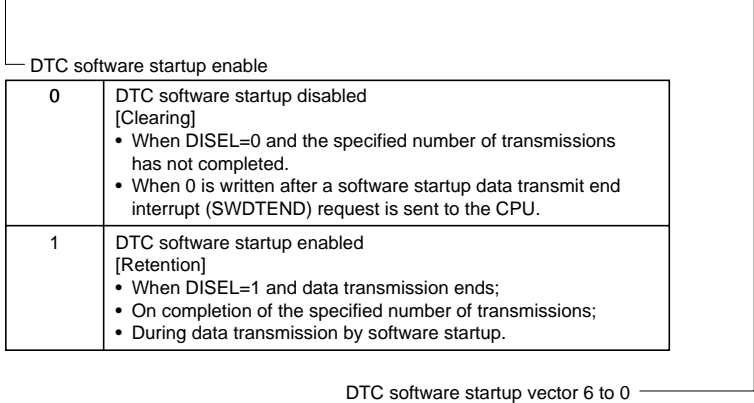 DTC software startup enable
0 DTC software startup disabled
[Clearing]
• When DISEL=0 and the specified number of transmissions
has not completed.
• When 0 is written after a software startup data transmit end
interrupt (SWDTEND) request is sent to the CPU.
1 DTC software startup enabled
[Retention]
• When DISEL=1 and data transmission ends;
• On completion of the specified number of transmissions;
• During data transmission by software startup.
DTC software startup vector 6 to 0